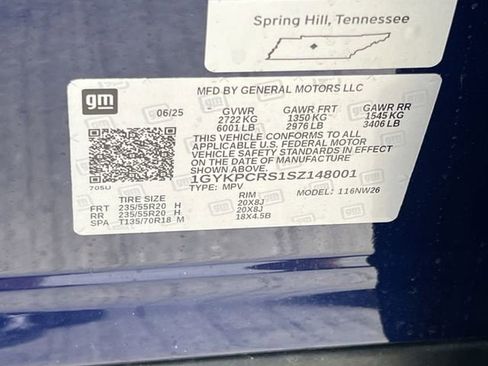 Spring Hill, Tennessee
gm
MFD BY GENERAL MOTORS LLC
06/25 GVWR GAWR FRT GAWR RR
2722 KG 1350 KG 1545 KG
6001 LB 2976 LB 3406 LB
THIS VEHICLE CONFORMS TO ALL
APPLICABLE U.S. FEDERAL MOTOR
VEHICLE SAFETY STANDARDS IN EFFECT
ON THE DATE OF MANUFACTURE
SHOWN ABOVE.
1GYKPCRS1SZ148001
705U TYPE: MPV MODEL: 116NW26
TIRE SIZE RIM
FRT 235/55R20 H 20X8J
RR 235/55R20 H 20X8J
SPA T135/70R18 M 18X4.5B